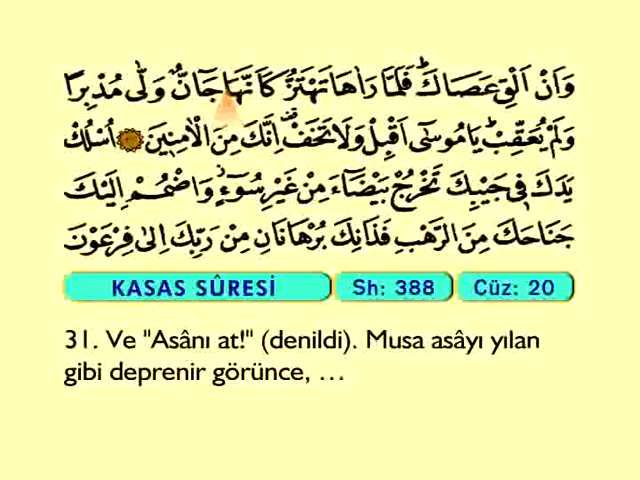 وَاَنْ اَلْقِ عَصَاكَۜ فَلَمَّا رَاٰهَا تَهْتَزُّ كَاَنَّهَا جَٓانٌّ وَلّٰى مُدْبِرًا
وَلَمْ يُعَقِّبْۜ يَا مُوسٰٓى اَقْبِلْ وَلَا تَخَفْ۠ اِنَّكَ مِنَ الْاٰمِنٖينَ اُسْلُكْ
يَدَكَ فٖي جَيْبِكَ تَخْرُجْ بَيْضَٓاءَ مِنْ غَيْرِ سُٓوءٍۘ وَاضْمُمْ اِلَيْكَ
جَنَاحَكَ مِنَ الرَّهْبِ فَذَانِكَ بُرْهَانَانِ مِنْ رَبِّكَ اِلٰى فِرْعَوْنَ
KASAS SÛRESİ Sh: 388 Cüz: 20
31. Ve "Asânı at!" (denildi). Musa asâyı yılan
gibi deprenir görünce, …